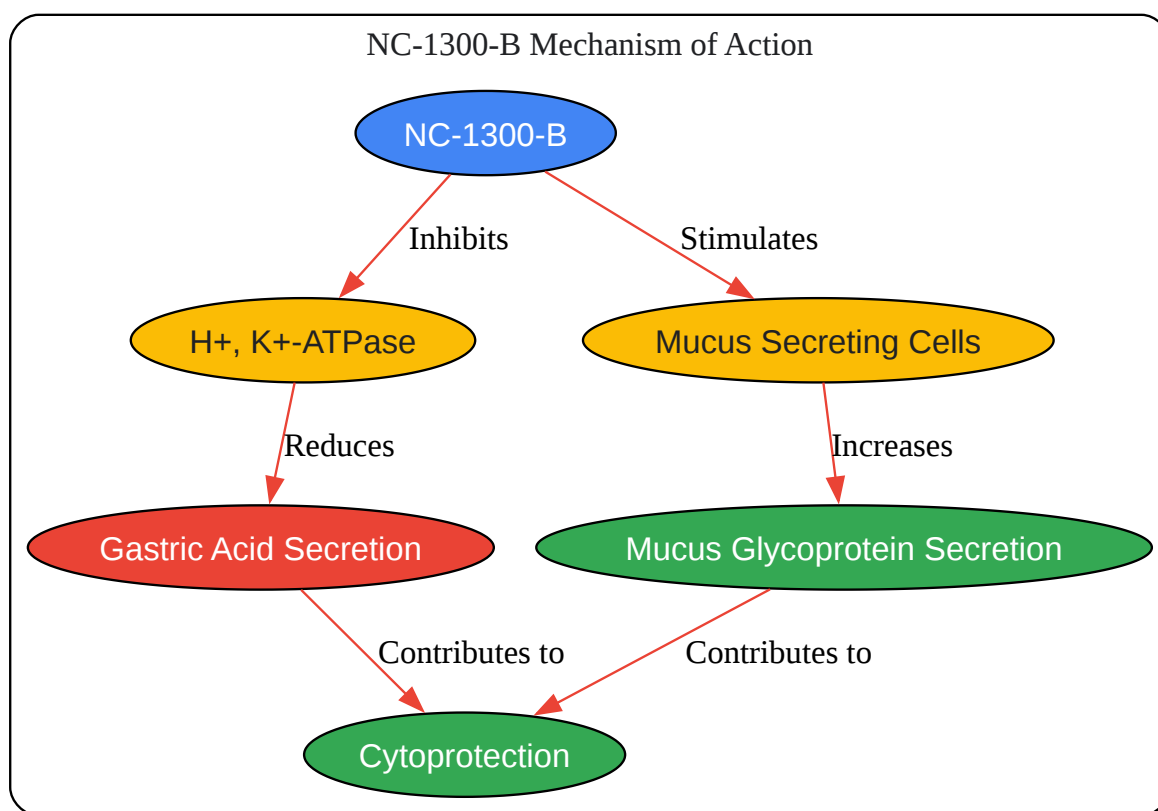 NC-1300-B Mechanism of Action
NC-1300-B
Inhibits
Stimulates
H+, K+-ATPase
Mucus Secreting Cells
Reduces
Increases
Gastric Acid Secretion
Mucus Glycoprotein Secretion
Contributes to
Contributes to
Cytoprotection